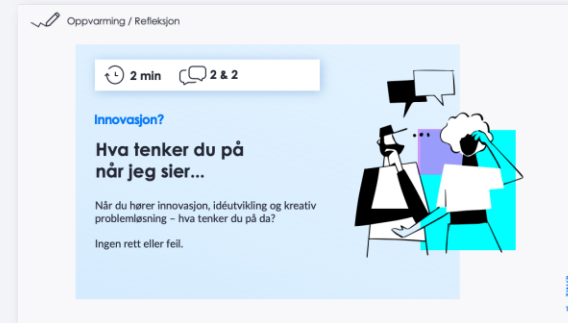 Oppvarming / Refleksjon
2 min 2 & 2
Innovasjon?
Hva tenker du på
når jeg sier...
Når du hører innovasjon, idéutvikling og kreativ
problemløsning – hva tenker du på da?
Ingen rett eller feil.